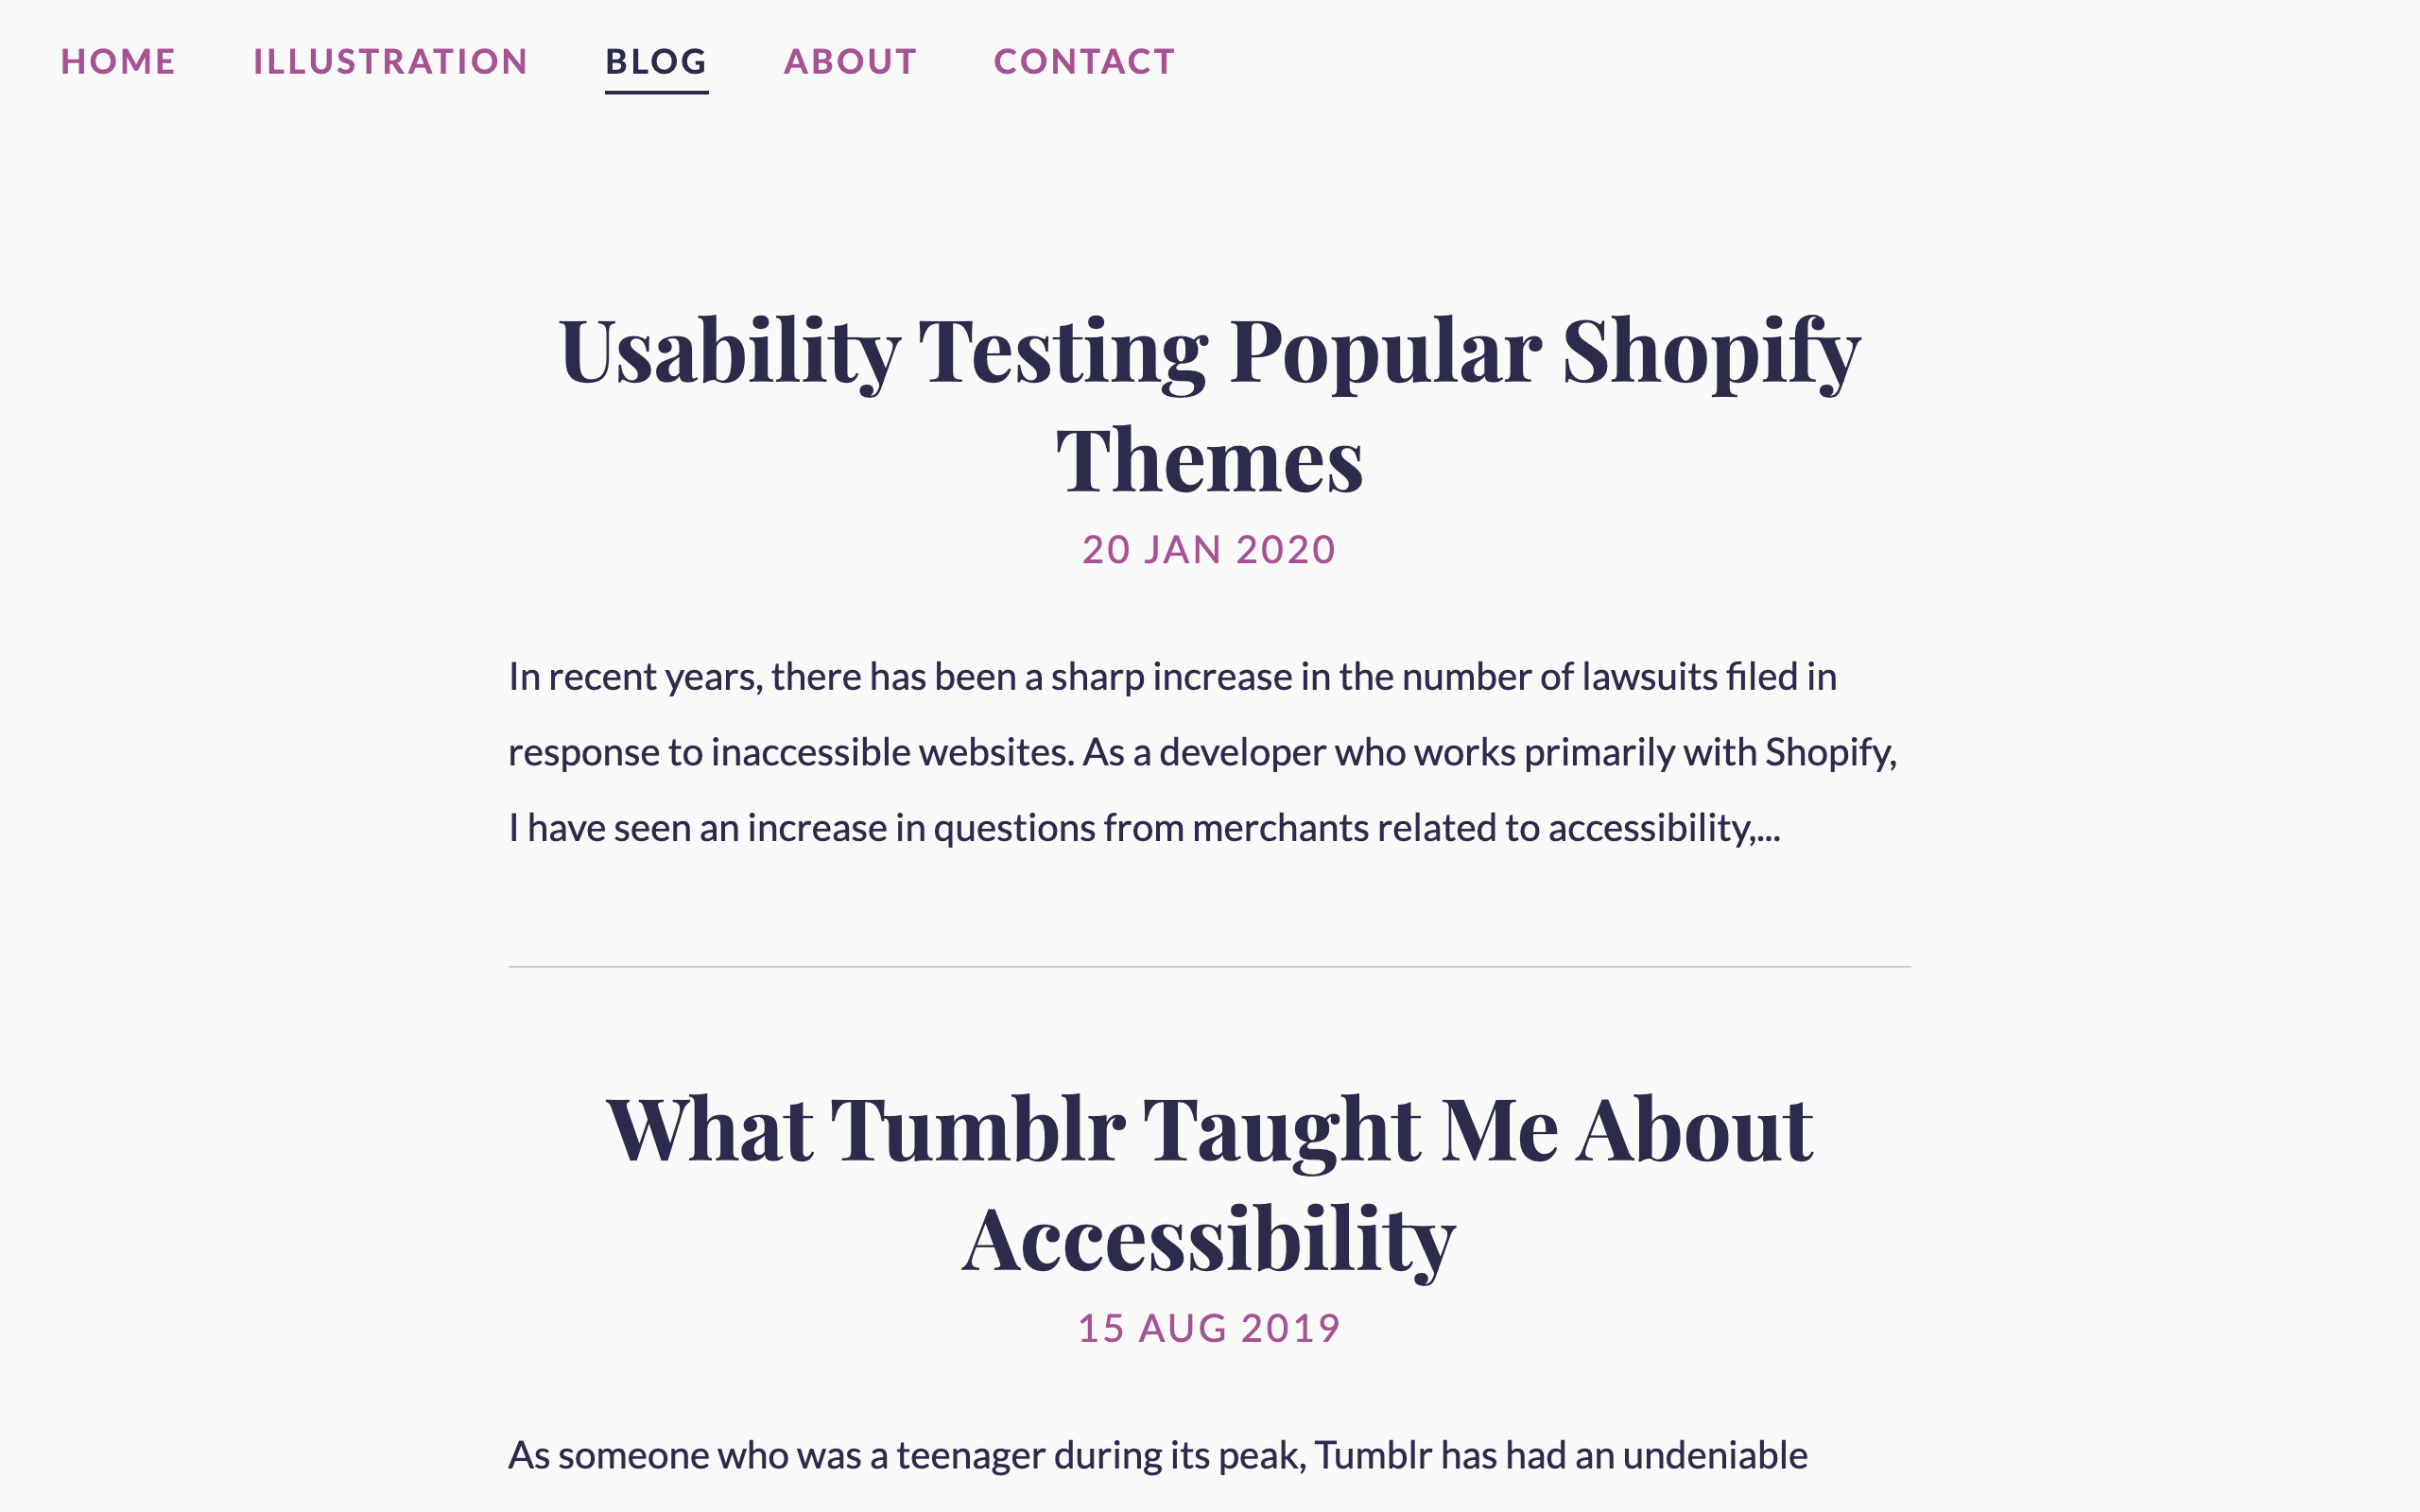 HOME ILLUSTRATION BLOG ABOUT CONTACT
Usability Testing Popular Shopify
Themes
20 JAN 2020
In recent years, there has been a sharp increase in the number of lawsuits filed in
response to inaccessible websites. As a developer who works primarily with Shopify,
I have seen an increase in questions from merchants related to accessibility,...
What Tumblr Taught Me About
Accessibility
15 AUG 2019
As someone who was a teenager during its peak, Tumblr has had an undeniable